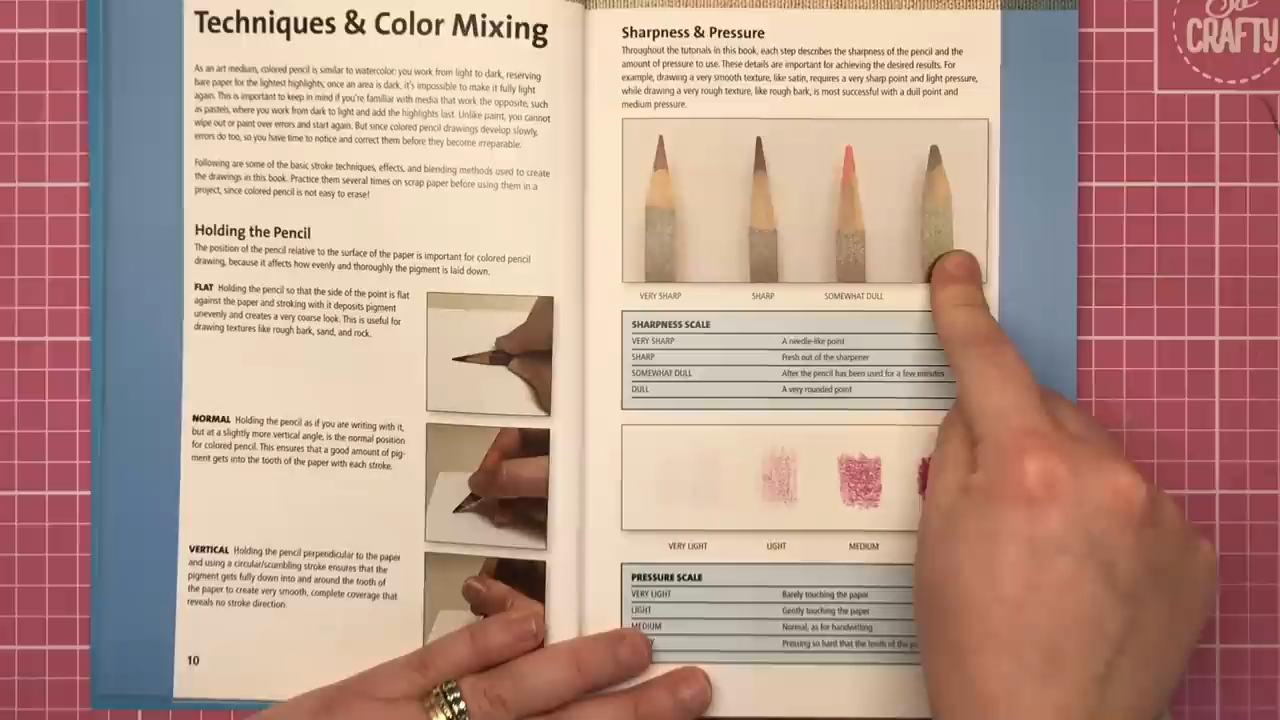 Techniques & Color Mixing
As an art medium, colored pencil is similar to watercolor: you work from light to dark, reserving
bare paper for the lightest highlights; once an area is dark, it's impossible to make it fully light
again. This is important to keep in mind if you're familiar with media that work the opposite, such
as pastels, where you work from dark to light and add the highlights last. Unlike paint, you cannot
wipe out or paint over errors and start again. But since colored pencil drawings develop slowly,
errors do too, so you have time to notice and correct them before they become irreparable.
Following are some of the basic stroke techniques, effects, and blending methods used to create
the drawings in this book. Practice them several times on scrap paper before using them in a
project, since colored pencil is not easy to erase!
Holding the Pencil
The position of the pencil relative to the surface of the paper is important for colored pencil
drawing, because it affects how evenly and thoroughly the pigment is laid down.
FLAT Holding the pencil so that the side of the point is flat
against the paper and stroking with it deposits pigment
unevenly and creates a very coarse look. This is useful for
drawing textures like rough bark, sand, and rock.
NORMAL Holding the pencil as if you are writing with it,
but at a slightly more vertical angle, is the normal position
for colored pencil. This ensures that a good amount of pig-
ment gets into the tooth of the paper with each stroke.
VERTICAL Holding the pencil perpendicular to the paper
and using a circular/scumbling stroke ensures that the
pigment gets fully down into and around the tooth of
the paper to create very smooth, complete coverage that
reveals no stroke direction.
10
Sharpness & Pressure
Throughout the tutorials in this book, each step describes the sharpness of the pencil and the
amount of pressure to use. These details are important for achieving the desired results. For
example, drawing a very smooth texture, like satin, requires a very sharp point and light pressure,
while drawing a very rough texture, like rough bark, is most successful with a dull point and
medium pressure.
VERY SHARP SHARP SOMEWHAT DULL
SHARPNESS SCALE
VERY SHARP A needle-like point
SHARP Fresh out of the sharpener
SOMEWHAT DULL After the pencil has been used for a few minutes
DULL A very rounded point
VERY LIGHT LIGHT MEDIUM
PRESSURE SCALE
VERY LIGHT Barely touching the paper
LIGHT Gently touching the paper
MEDIUM Normal, as for handwriting
Pressing so hard that the tooth of the
CRAFTY